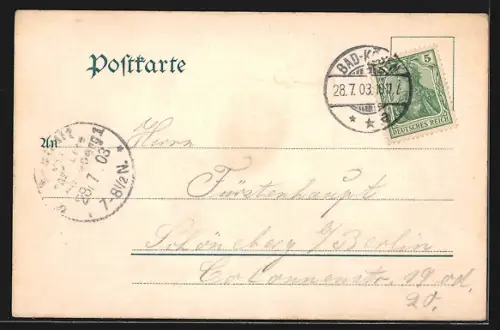 Postkarte
BAD-KÖSEN
28.7.03.
* * a
5
DEUTSCHES REICH
An
28.7.03
7-8½N.
Herrn
Fürstenhaupt
Schöneberg b/Berlin
Colonnenstr. 19 od.
20.